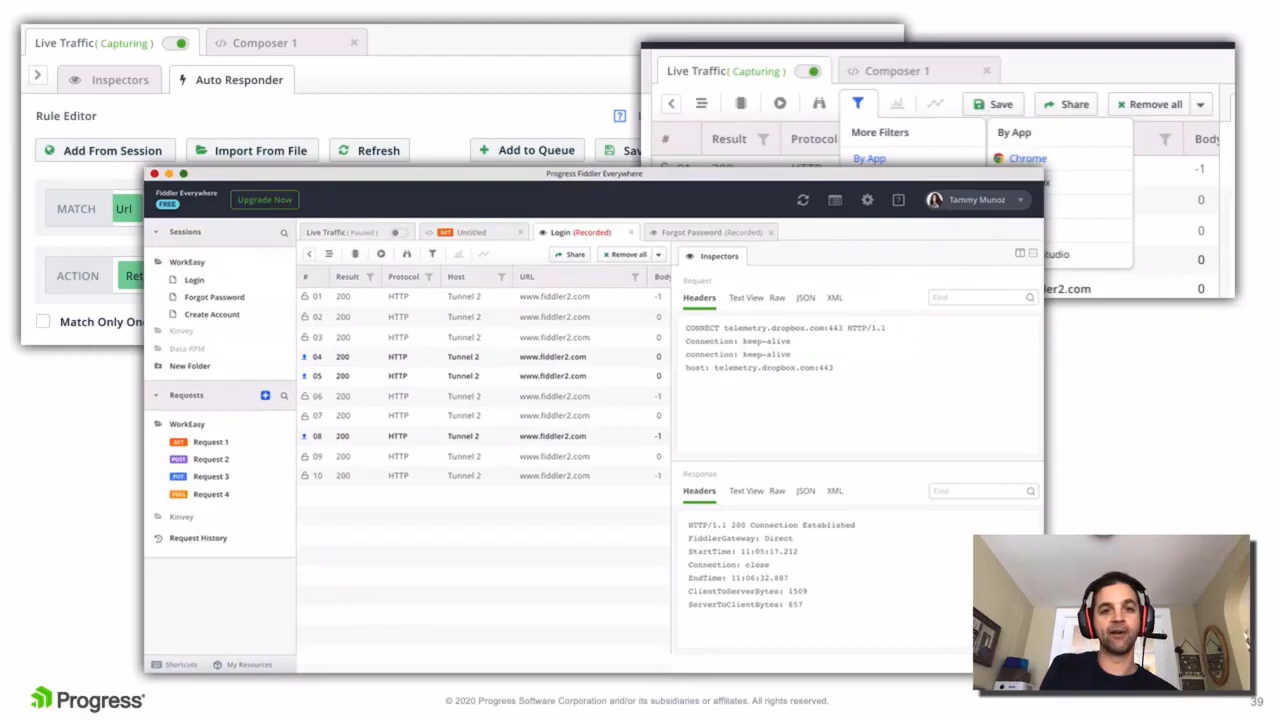 Live Traffic( Capturing )
</> Composer 1
Inspectors
Auto Responder
Rule Editor
Add From Session
Import From File
Refresh
Add to Queue
MATCH
Url
ACTION
Match Only
Live Traffic( Capturing )
</> Composer 1
Save
Share
Remove all
#
Result
Protocol
Body
More Filters
By App
By App
Chrome
-1
0
0
0
0
Progress Fiddler Everywhere
Fiddler Everywhere
FREE
Upgrade Now
Tammy Munoz
Sessions
WorkEasy
Login
Forgot Password
Create Account
Kinvey
Data RPM
New Folder
Requests
WorkEasy
GET Request 1
POST Request 2
PUT Request 3
Request 4
Kinvey
Request History
Shortcuts
My Resources
Live Traffic (Paused)
</> GET Untitled
Login (Recorded)
Forgot Password (Recorded)
Share
Remove all
# Result Protocol Host URL Body
01 200 HTTP Tunnel 2 www.fiddler2.com -1
02 200 HTTP Tunnel 2 www.fiddler2.com 0
03 200 HTTP Tunnel 2 www.fiddler2.com 0
04 200 HTTP Tunnel 2 www.fiddler2.com 0
05 200 HTTP Tunnel 2 www.fiddler2.com 0
06 200 HTTP Tunnel 2 www.fiddler2.com -1
07 200 HTTP Tunnel 2 www.fiddler2.com 0
08 200 HTTP Tunnel 2 www.fiddler2.com -1
09 200 HTTP Tunnel 2 www.fiddler2.com 0
10 200 HTTP Tunnel 2 www.fiddler2.com -1
Inspectors
Request
Headers Text View Raw JSON XML
Find
CONNECT telemetry.dropbox.com:443 HTTP/1.1
Connection: keep-alive
connection: keep-alive
host: telemetry.dropbox.com:443
Response
Headers Text View Raw JSON XML
Find
HTTP/1.1 200 Connection Established
FiddlerGateway: Direct
StartTime: 11:05:17.212
Connection: close
EndTime: 11:06:32.887
ClientToServerBytes: 1509
ServerToClientBytes: 657
Progress
© 2020 Progress Software Corporation and/or its subsidiaries or affiliates. All rights reserved.
39